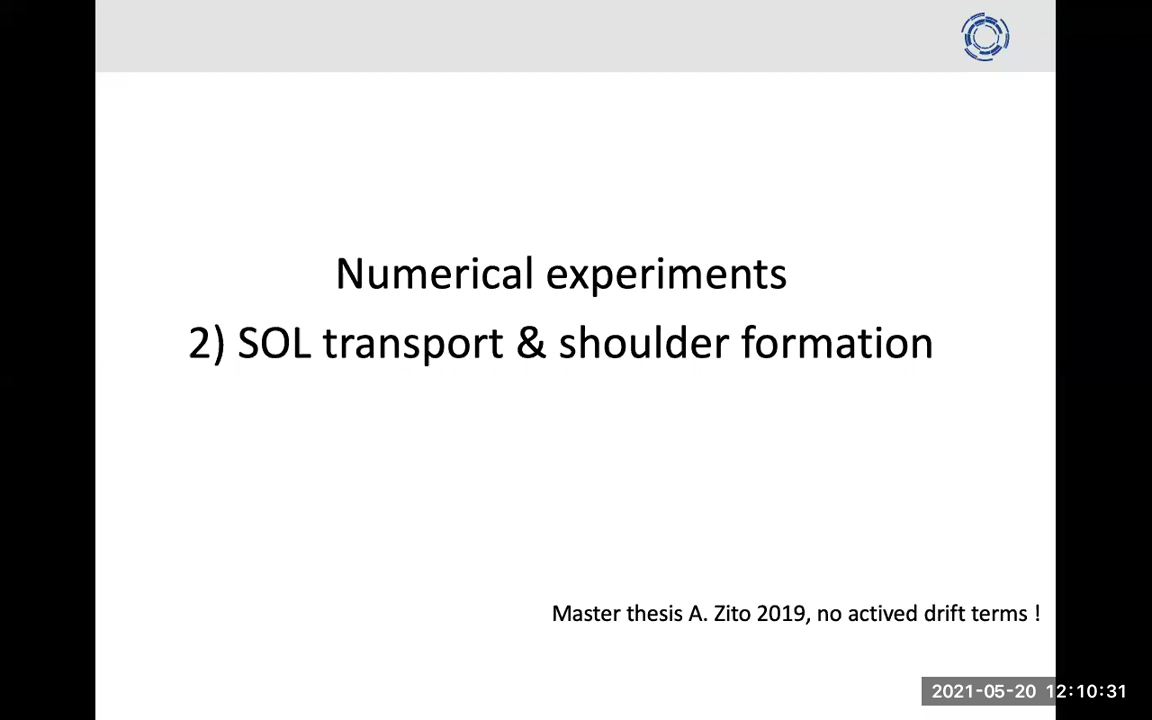 Numerical experiments
2) SOL transport & shoulder formation
Master thesis A. Zito 2019, no actived drift terms !
2021-05-20 12:10:31